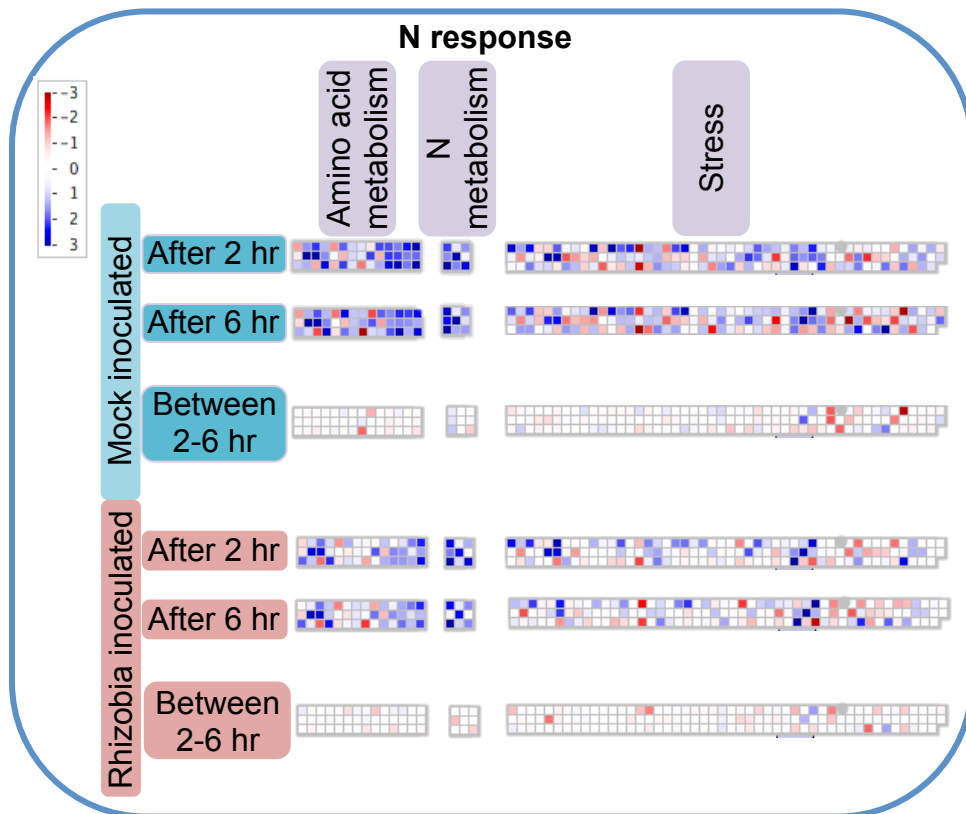 N response
-3
-2
-1
0
1
2
3
Amino acid
metabolism
N
metabolism
Stress
Mock inoculated
After 2 hr
After 6 hr
Between
2-6 hr
Rhizobia inoculated
After 2 hr
After 6 hr
Between
2-6 hr